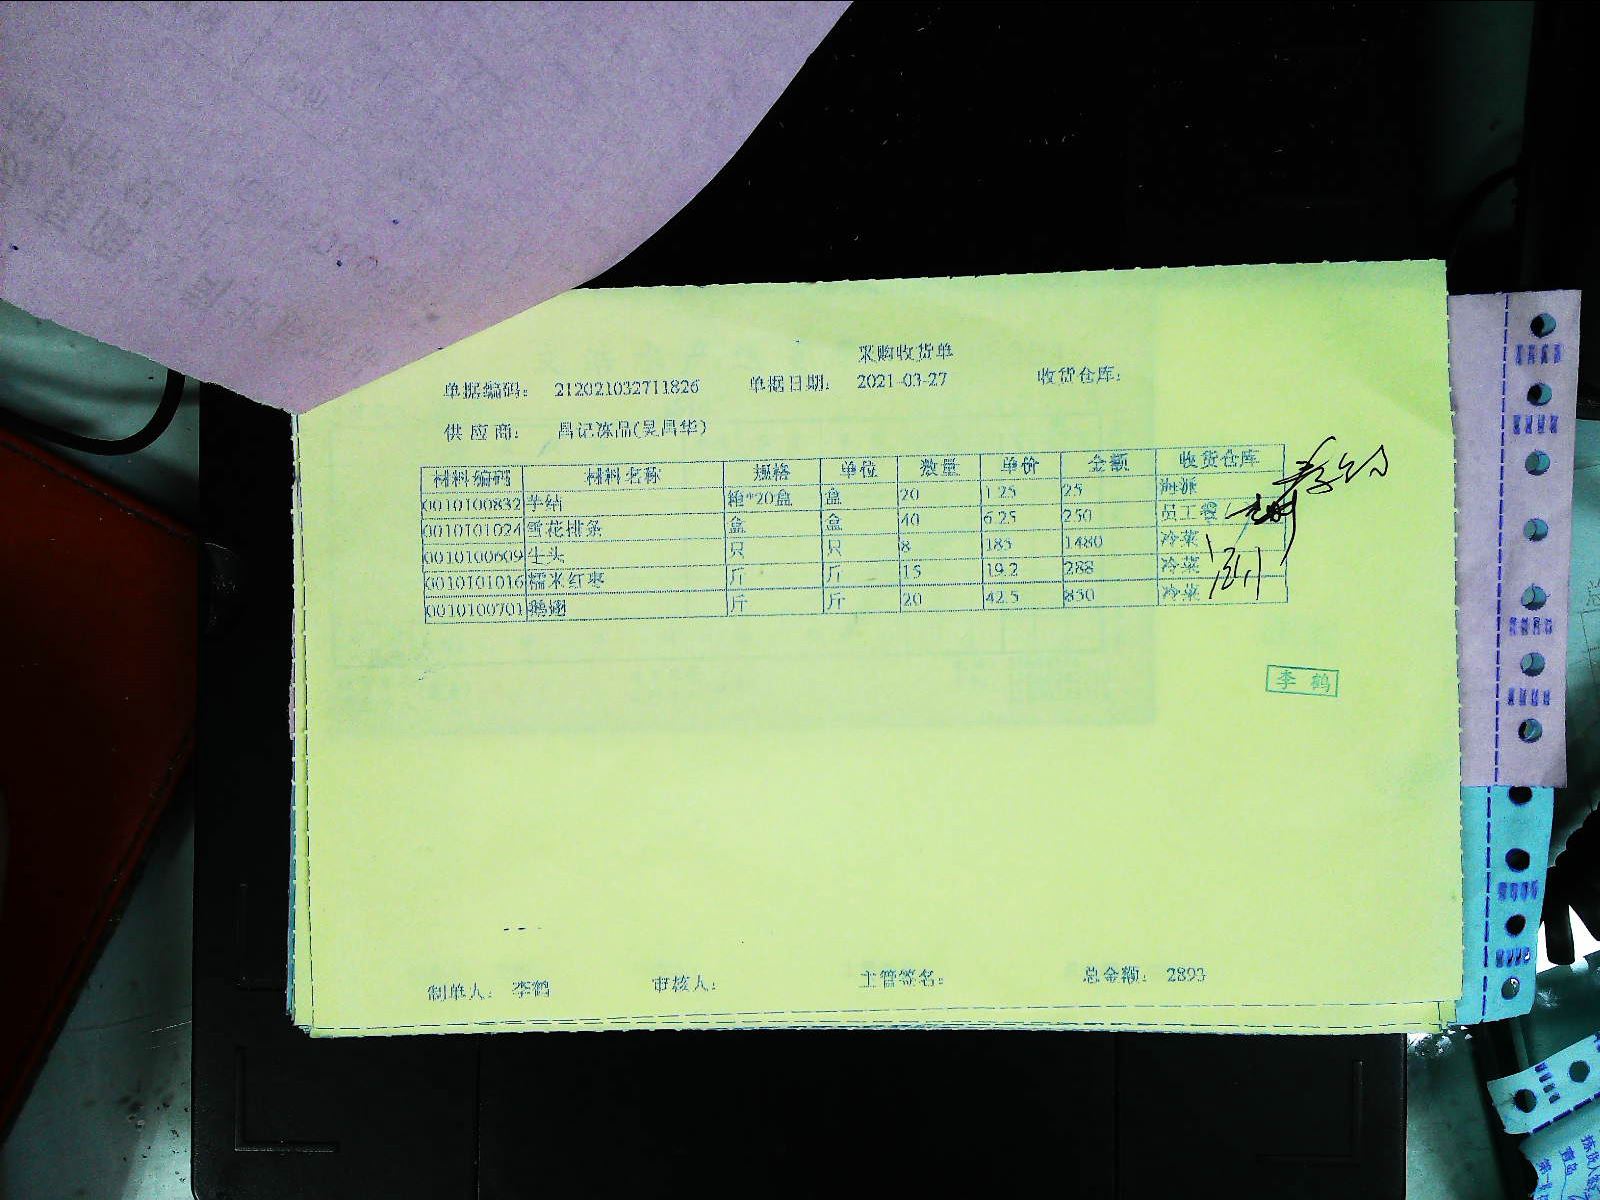 采购收货单
单据编码: 212021032711826 单据日期: 2021-03-27 收货仓库:
供应商: 昌记冻品(吴昌华)
材料编码 材料名称 规格 单位 数量 单价 金额 收货仓库
0010100832 芋结 箱*20盒 盒 20 1.25 25 海派
0010101024 雪花排条 盒 盒 40 6.25 250 员工餐
0010100609 牛头 只 只 8 185 1480 冷菜
0010101016 糯米红枣 斤 斤 15 19.2 288 冷菜
0010100701 鹅翅 斤 斤 20 42.5 850 冷菜
李鹤
制单人: 李鹤 审核人: 主管签名: 总金额: 2893